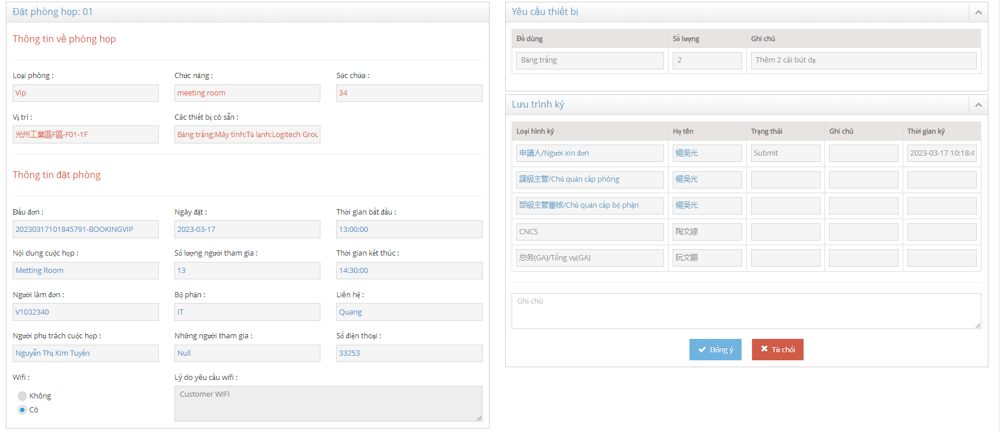 Đặt phòng họp: 01
Thông tin về phòng họp
Loại phòng : Chức năng : Sức chứa :
Vip meeting room 34
Vị trí : Các thiết bị có sẵn :
光州工業區F區-F01-1F Bảng trắng;Máy tính;Tủ lạnh;Logitech Grou
Thông tin đặt phòng
Đầu đơn : Ngày đặt : Thời gian bắt đầu :
20230317101845791-BOOKINGVIP 2023-03-17 13:00:00
Nội dung cuộc họp : Số lượng người tham gia : Thời gian kết thúc :
Metting Room 13 14:30:00
Người làm đơn : Bộ phận : Liên hệ :
V1032340 IT Quang
Người phụ trách cuộc họp : Những người tham gia : Số điện thoại :
Nguyễn Thị Kim Tuyến Null 33253
Wifi : Lý do yêu cầu wifi :
Không Customer WIFI
Có
Yêu cầu thiết bị
Đồ dùng Số lượng Ghi chú
Bảng trắng 2 Thêm 2 cái bút dạ
Lưu trình ký
Loại hình ký Họ tên Trạng thái Ghi chú Thời gian ký
申請人/Người xin đơn 楊吳光 Submit 2023-03-17 10:18:4
課級主管/Chủ quản cấp phòng 楊吳光
部級主管審核/Chủ quản cấp bộ phận 楊吳光
CNCS 陶文線
总务(GA)/Tổng vụ(GA) 阮文顯
Ghi chú
Đồng ý Từ chối